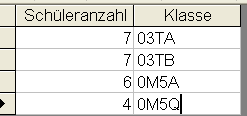 Schüleranzahl Klasse
7 03TA
7 03TB
6 0M5A
4 0M5Q